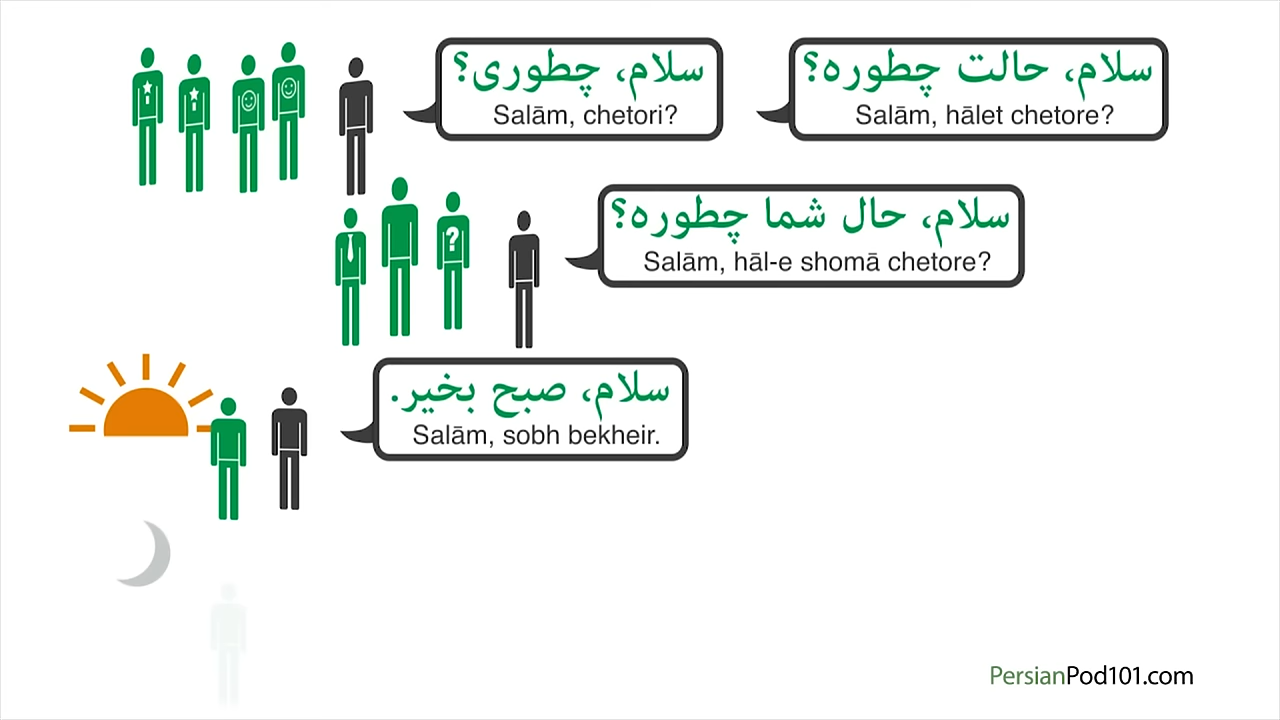 سلام، چطوری؟
Salām, chetori?
سلام، حالت چطوره؟
Salām, hālet chetore?
سلام، حال شما چطوره؟
Salām, hāl-e shomā chetore?
?
سلام، صبح بخیر.
Salām, sobh bekheir.
PersianPod101.com